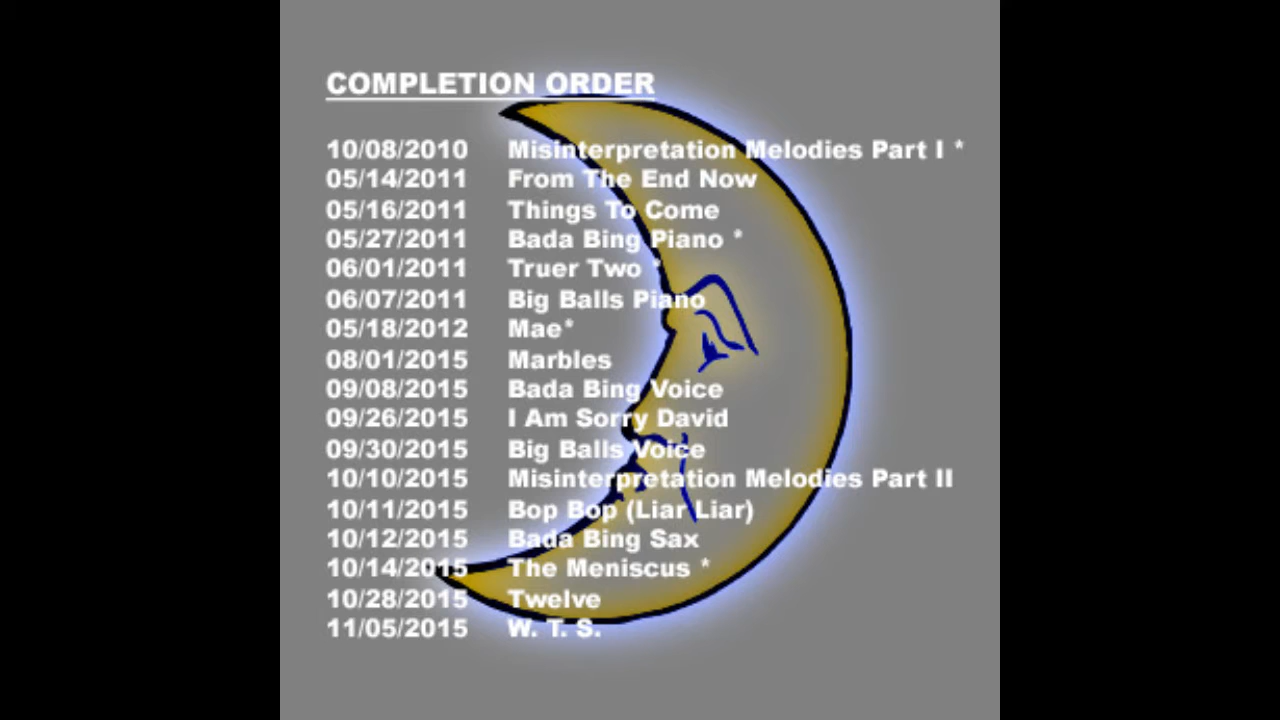 COMPLETION ORDER
10/08/2010 Misinterpretation Melodies Part I *
05/14/2011 From The End Now
05/16/2011 Things To Come
05/27/2011 Bada Bing Piano *
06/01/2011 Truer Two *
06/07/2011 Big Balls Piano
05/18/2012 Mae*
08/01/2015 Marbles
09/08/2015 Bada Bing Voice
09/26/2015 I Am Sorry David
09/30/2015 Big Balls Voice
10/10/2015 Misinterpretation Melodies Part II
10/11/2015 Bop Bop (Liar Liar)
10/12/2015 Bada Bing Sax
10/14/2015 The Meniscus *
10/28/2015 Twelve
11/05/2015 W. T. S.